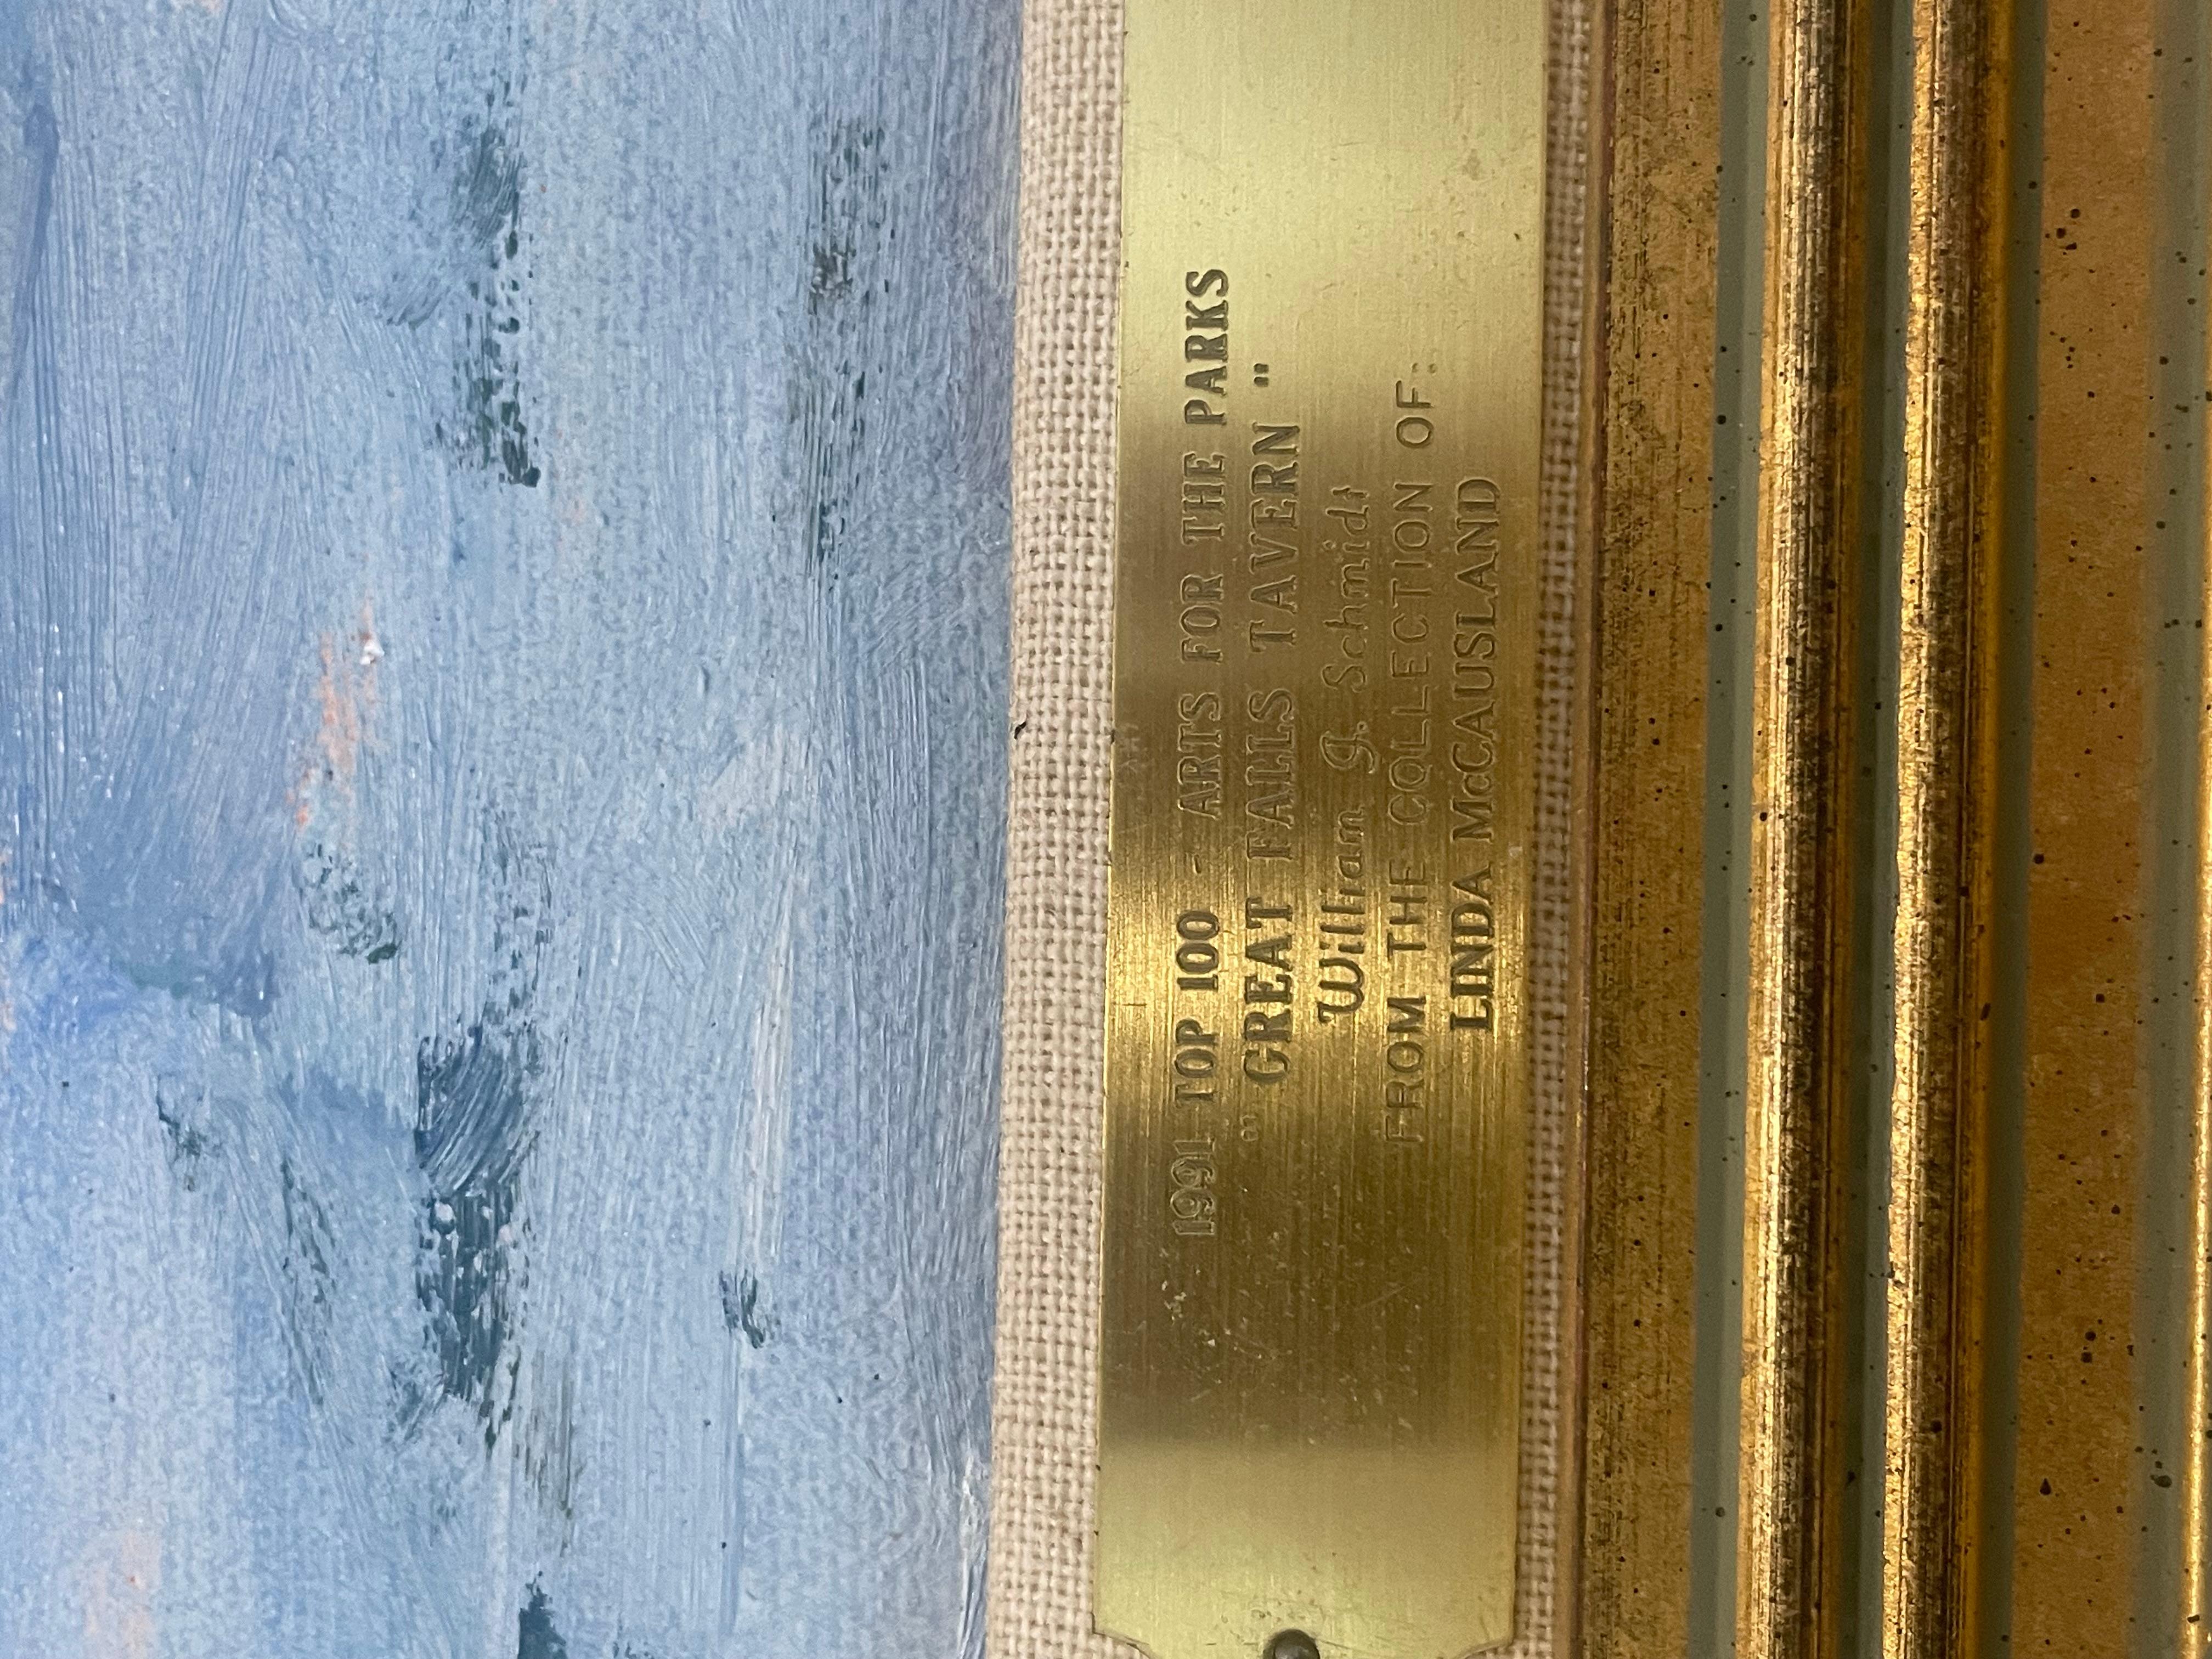 1991 TOP 100 - ARTS FOR THE PARKS
" GREAT FALLS TAVERN "
William J. Schmidt
FROM THE COLLECTION OF:
LINDA McCAUSLAND